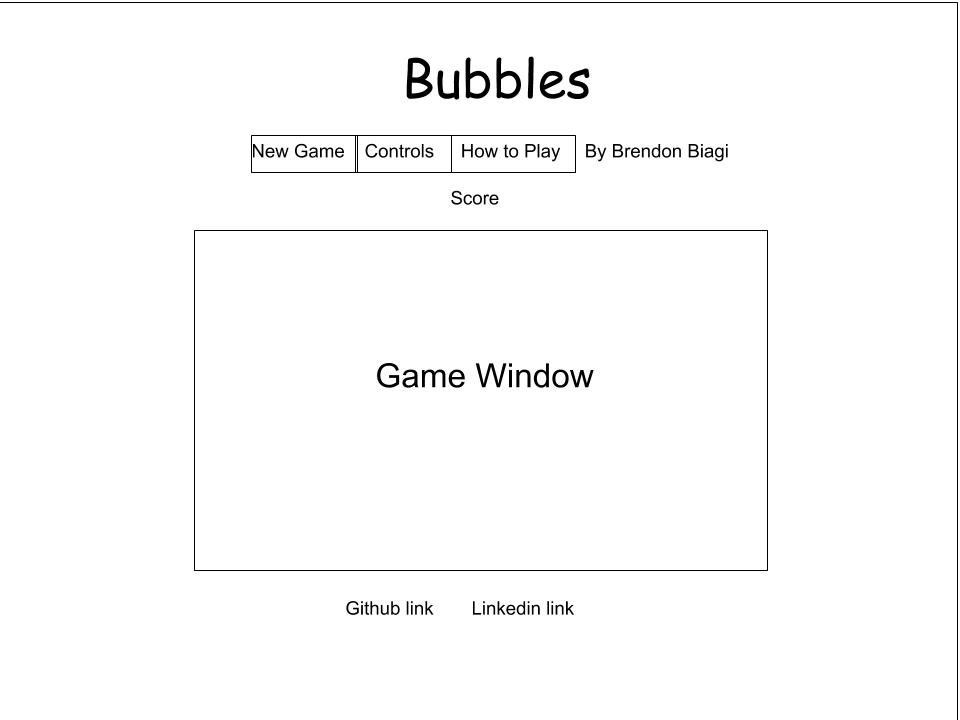 Bubbles
New Game Controls How to Play By Brendon Biagi
Score
Game Window
Github link Linkedin link